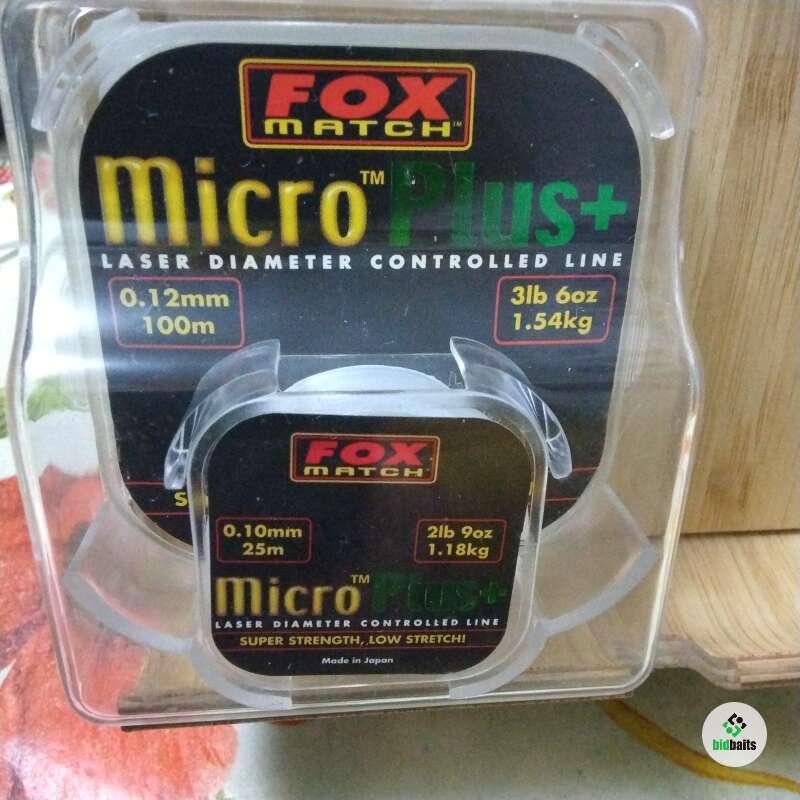 FOX
MATCH™
micro™ Plus+
LASER DIAMETER CONTROLLED LINE
0.12mm
100m
3lb 6oz
1.54kg
S
FOX
MATCH
0.10mm
25m
2lb 9oz
1.18kg
micro™ Plus+
LASER DIAMETER CONTROLLED LINE
SUPER STRENGTH, LOW STRETCH!
Made in Japan
bidbaits